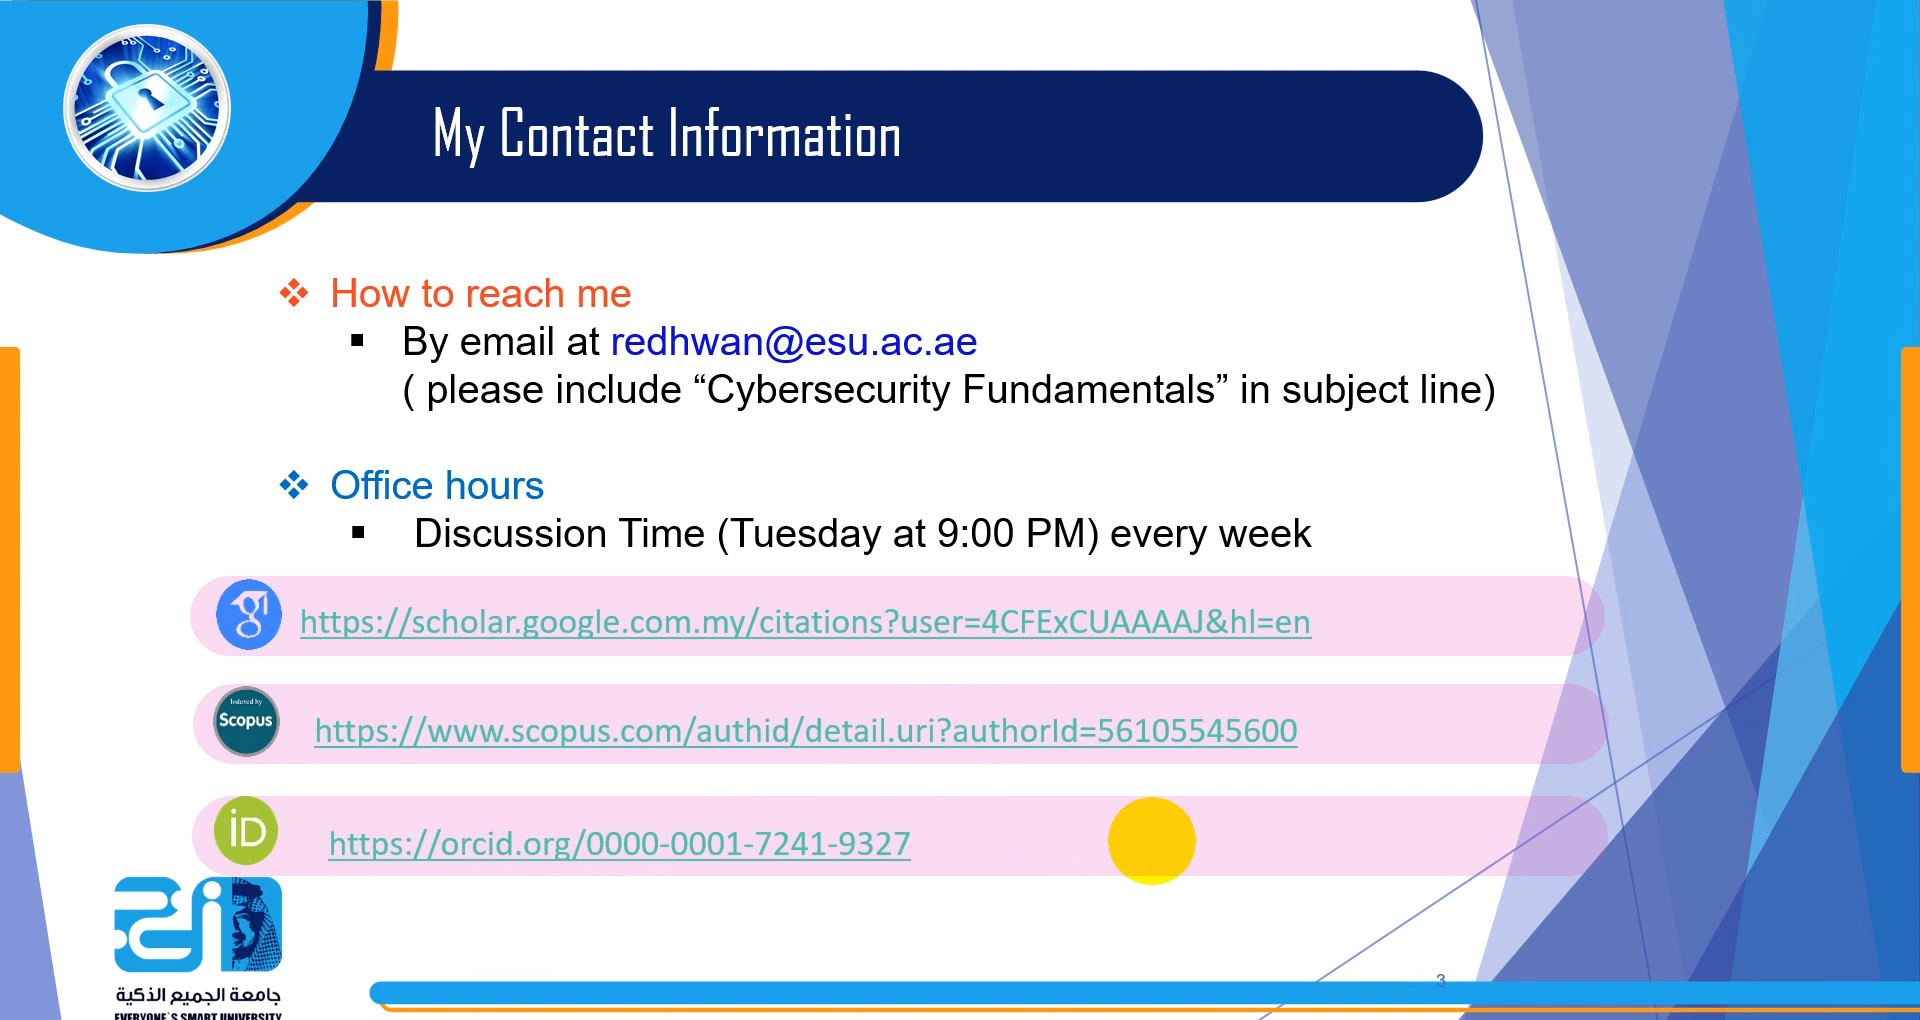 My Contact Information
❖ How to reach me
▪ By email at redhwan@esu.ac.ae
( please include “Cybersecurity Fundamentals” in subject line)
❖ Office hours
▪ Discussion Time (Tuesday at 9:00 PM) every week
https://scholar.google.com.my/citations?user=4CFExCUAAAAJ&hl=en
Indexed by
Scopus
https://www.scopus.com/authid/detail.uri?authorId=56105545600
iD
https://orcid.org/0000-0001-7241-9327
جامعة الجميع الذكية
EVERYONE`S SMART UNIVERSITY
3